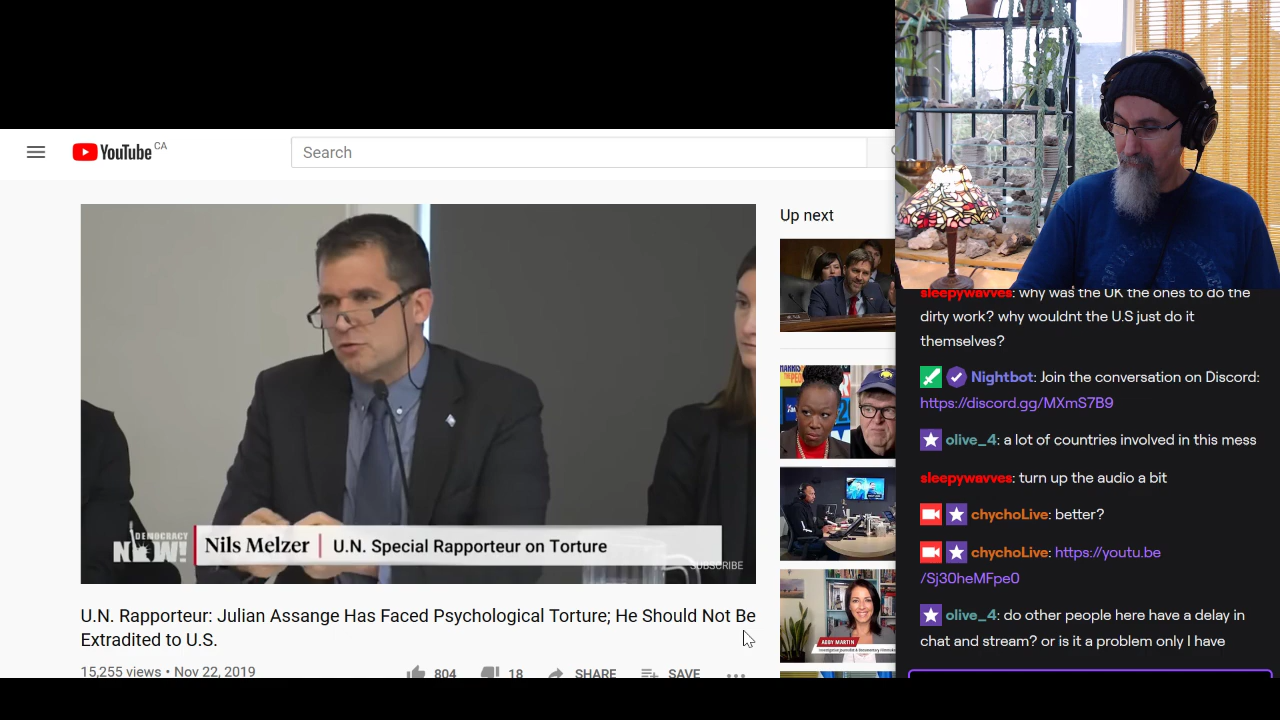 YouTube CA
Search
Up next
DEMOCRACY
NOW!
Nils Melzer | U.N. Special Rapporteur on Torture
SUBSCRIBE
U.N. Rapporteur: Julian Assange Has Faced Psychological Torture; He Should Not Be
Extradited to U.S.
15,255 views • Nov 22, 2019
804
18
SHARE
SAVE
ABBY MARTIN
sleepywavves: why was the UK the ones to do the
dirty work? why wouldnt the U.S just do it
themselves?
Nightbot: Join the conversation on Discord:
https://discord.gg/MXmS7B9
olive_4: a lot of countries involved in this mess
sleepywavves: turn up the audio a bit
chychoLive: better?
chychoLive: https://youtu.be
/Sj30heMFpe0
olive_4: do other people here have a delay in
chat and stream? or is it a problem only I have